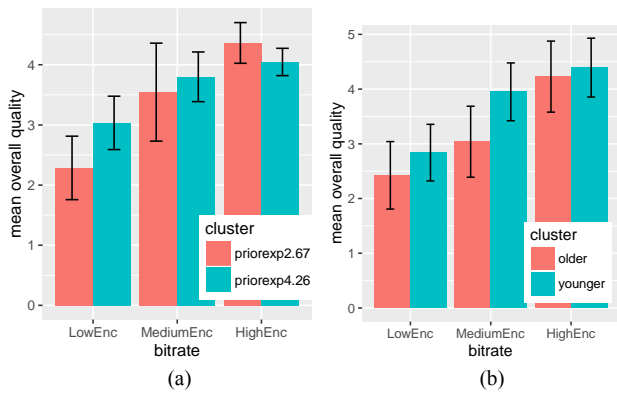 mean overall quality
4
3
2
1
0
cluster
priorexp2.67
priorexp4.26
LowEnc MediumEnc HighEnc
bitrate
(a)
mean overall quality
5
4
3
2
1
0
cluster
older
younger
LowEnc MediumEnc HighEnc
bitrate
(b)